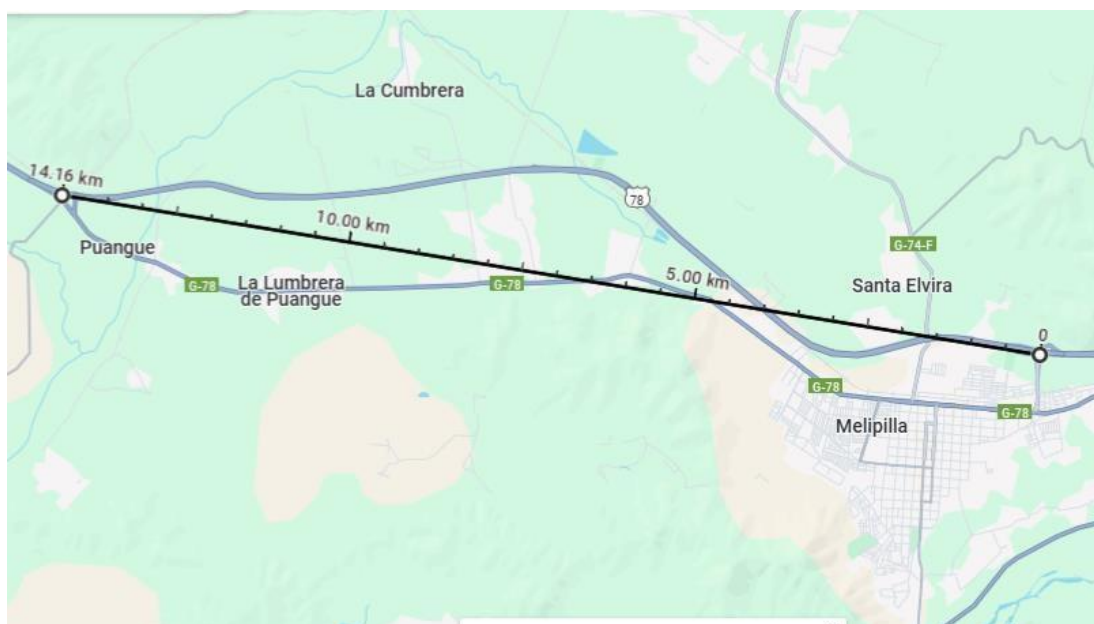 La Cumbrera
14.16 km
78
10.00 km
Puangue
G-74-F
G-78
La Lumbrera
de Puangue
G-78
5.00 km
Santa Elvira
0
G-78
G-78
Melipilla